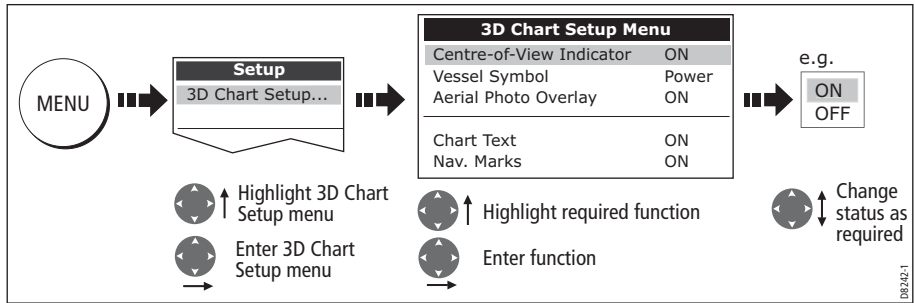 MENU
Setup
3D Chart Setup...
Highlight 3D Chart
Setup menu
Enter 3D Chart
Setup menu
3D Chart Setup Menu
Centre-of-View Indicator ON
Vessel Symbol Power
Aerial Photo Overlay ON
Chart Text ON
Nav. Marks ON
Highlight required function
Enter function
e.g.
ON
OFF
Change
status as
required
D8242-1